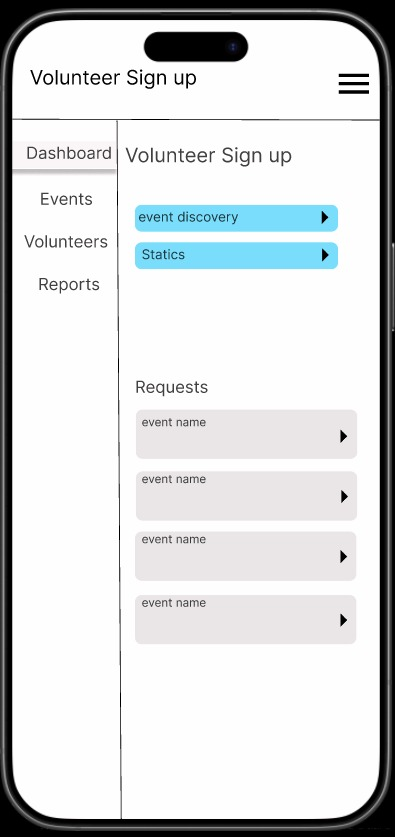 Volunteer Sign up
Dashboard
Events
Volunteers
Reports
Volunteer Sign up
event discovery
Statics
Requests
event name
event name
event name
event name